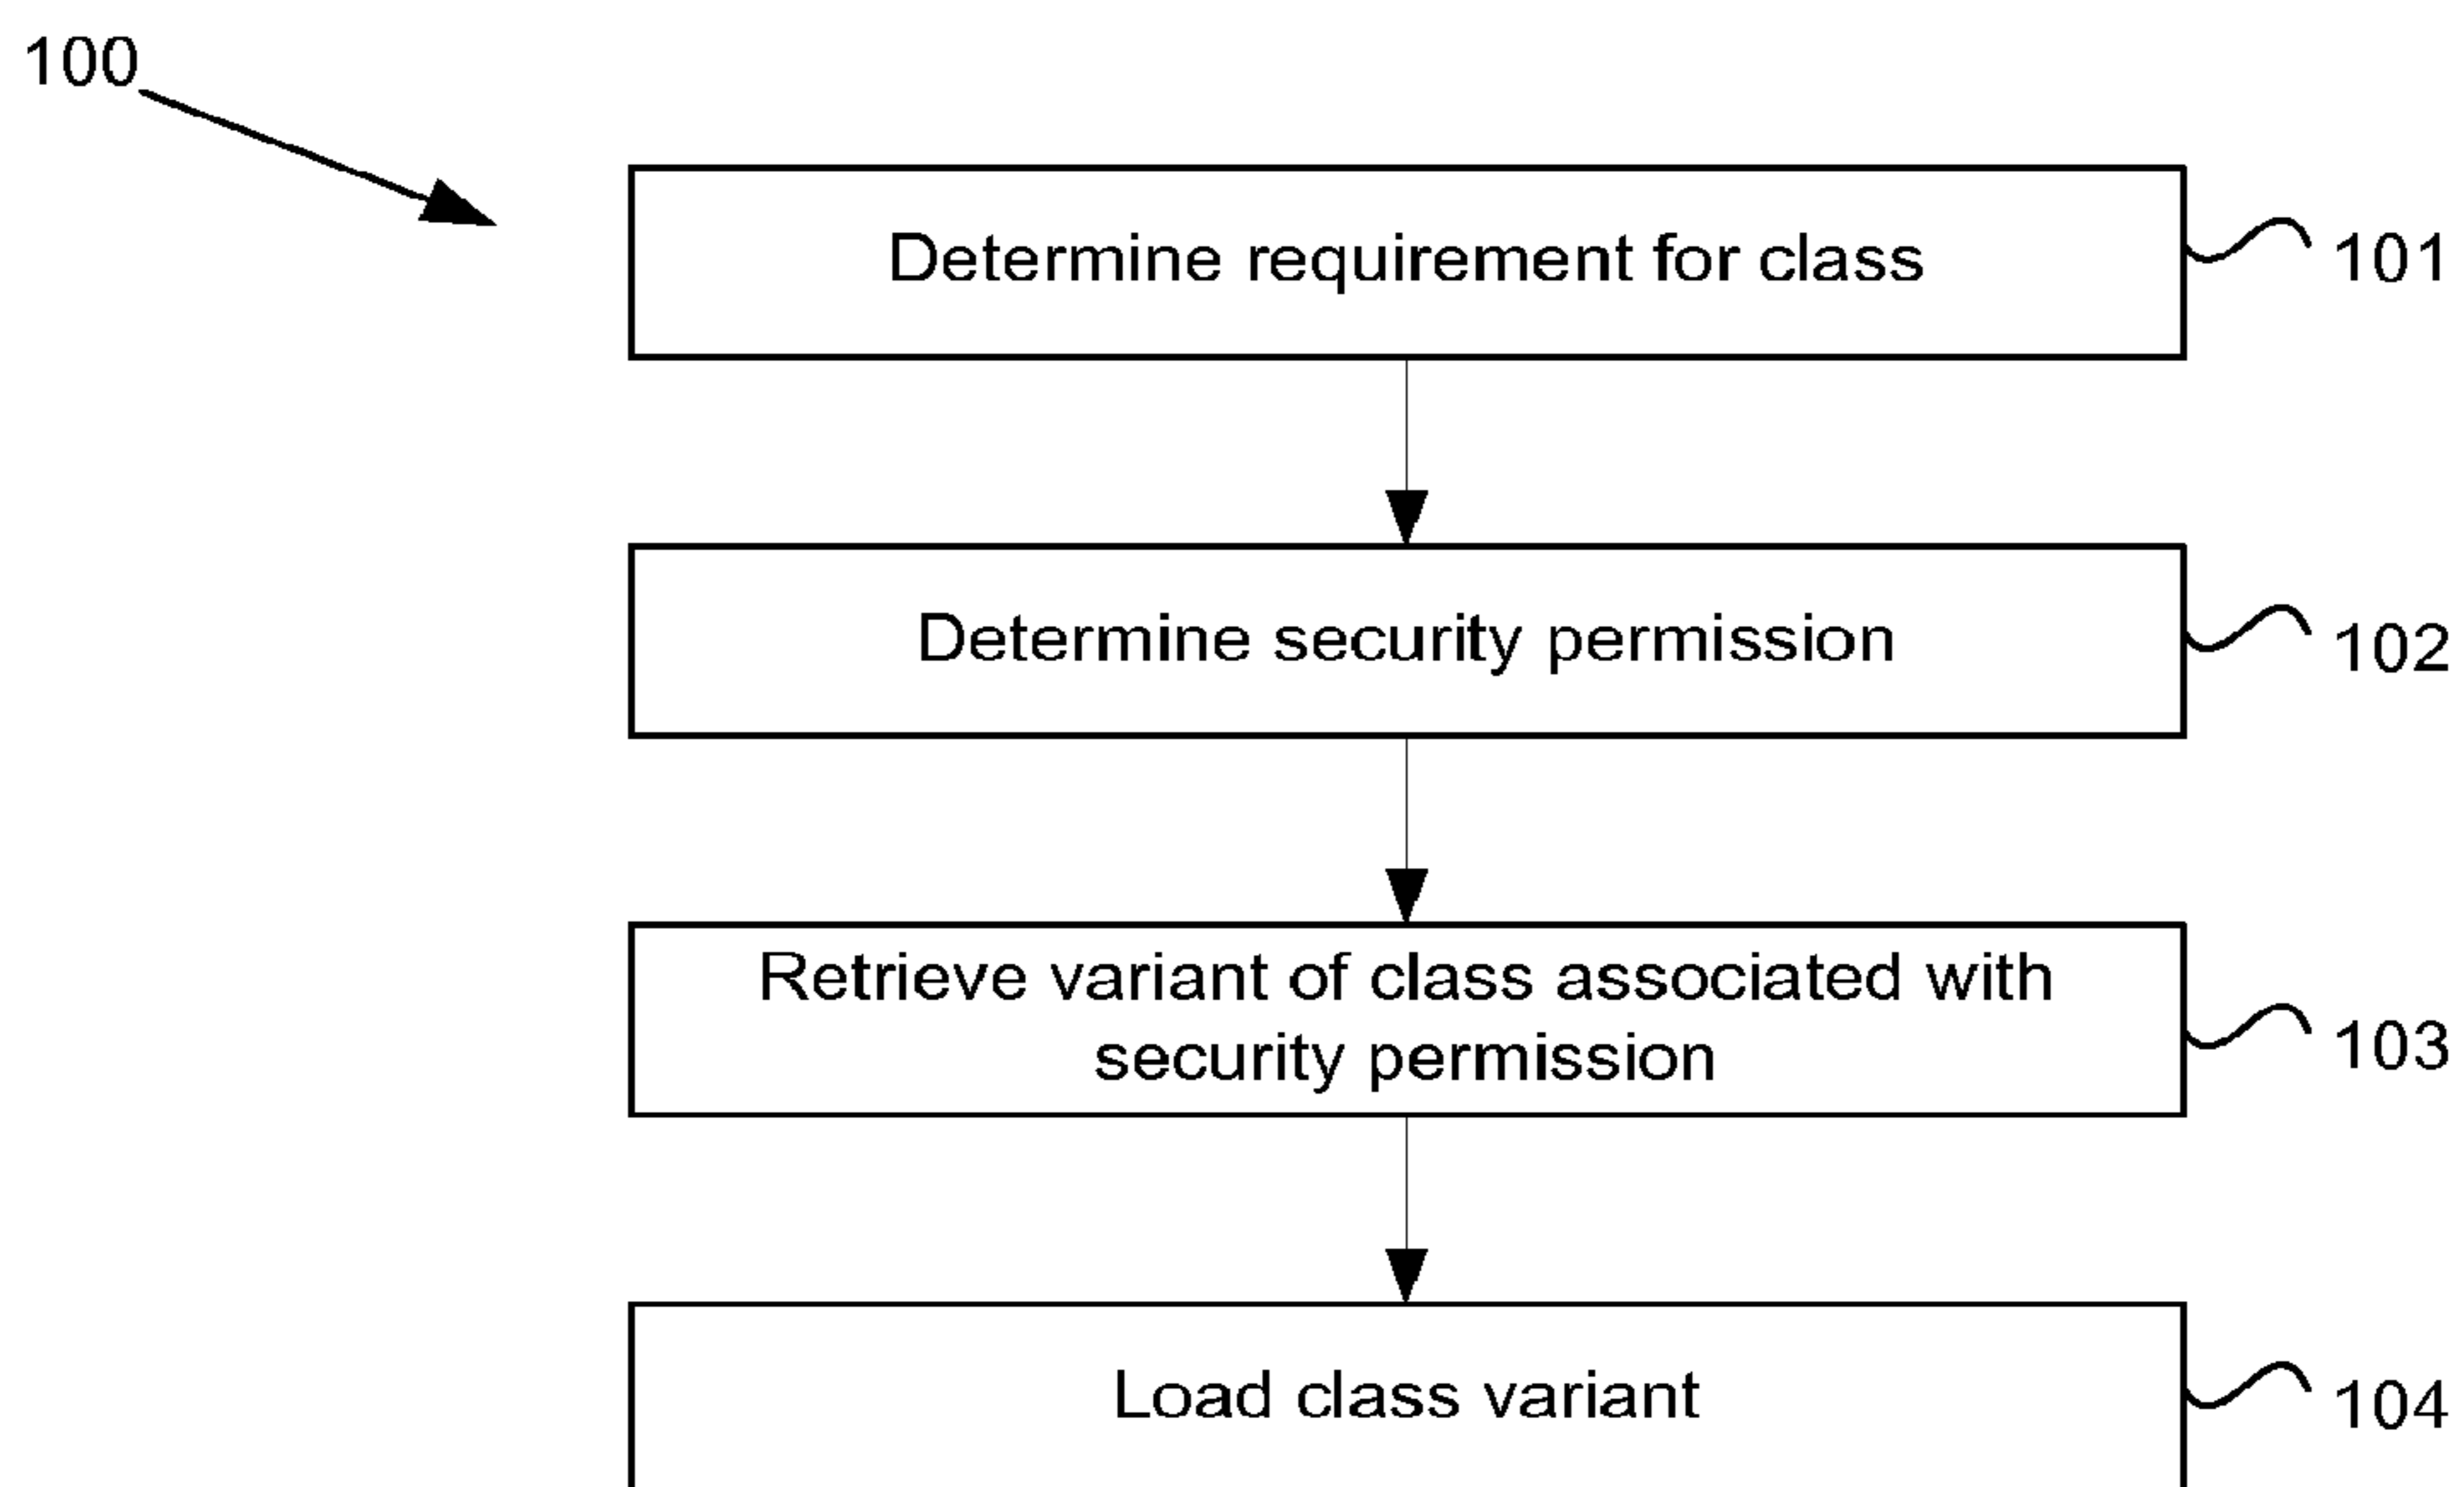 100
Determine requirement for class
101
Determine security permission
102
Retrieve variant of class associated with
security permission
103
Load class variant
104